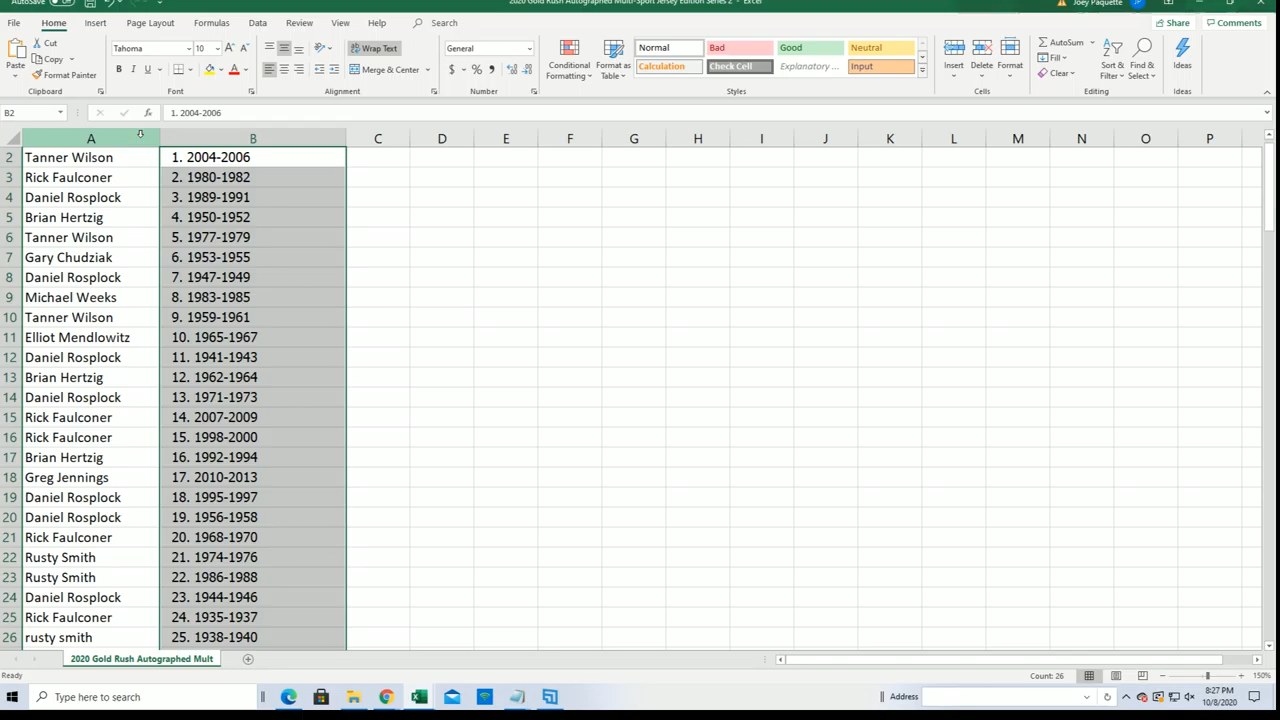 AutoSave Off 2020 Gold Rush Autographed Multi-Sport Jersey Edition Series 2 - Excel Joey Paquette JP
File Home Insert Page Layout Formulas Data Review View Help Search Share Comments
Paste Cut Copy Format Painter Clipboard
Tahoma 10 B I U A Font
Wrap Text Merge & Center Alignment
General $ % , Number
Conditional Formatting Format as Table
Normal Bad Good Neutral
Calculation Check Cell Explanatory ... Input
Styles
Insert Delete Format Cells
AutoSum Fill Clear Sort & Filter Find & Select Editing
Ideas Ideas
B2 fx 1. 2004-2006
A B C D E F G H I J K L M N O P
2 Tanner Wilson 1. 2004-2006
3 Rick Faulconer 2. 1980-1982
4 Daniel Rosplock 3. 1989-1991
5 Brian Hertzig 4. 1950-1952
6 Tanner Wilson 5. 1977-1979
7 Gary Chudziak 6. 1953-1955
8 Daniel Rosplock 7. 1947-1949
9 Michael Weeks 8. 1983-1985
10 Tanner Wilson 9. 1959-1961
11 Elliot Mendlowitz 10. 1965-1967
12 Daniel Rosplock 11. 1941-1943
13 Brian Hertzig 12. 1962-1964
14 Daniel Rosplock 13. 1971-1973
15 Rick Faulconer 14. 2007-2009
16 Rick Faulconer 15. 1998-2000
17 Brian Hertzig 16. 1992-1994
18 Greg Jennings 17. 2010-2013
19 Daniel Rosplock 18. 1995-1997
20 Daniel Rosplock 19. 1956-1958
21 Rick Faulconer 20. 1968-1970
22 Rusty Smith 21. 1974-1976
23 Rusty Smith 22. 1986-1988
24 Daniel Rosplock 23. 1944-1946
25 Rick Faulconer 24. 1935-1937
26 rusty smith 25. 1938-1940
2020 Gold Rush Autographed Mult
Ready Count: 26 150%
Type here to search Address 8:27 PM
10/8/2020